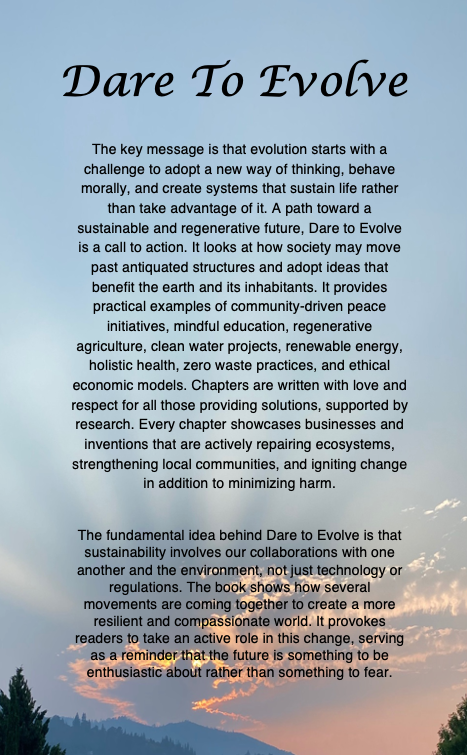 Dare To Evolve
The key message is that evolution starts with a
challenge to adopt a new way of thinking, behave
morally, and create systems that sustain life rather
than take advantage of it. A path toward a
sustainable and regenerative future, Dare to Evolve
is a call to action. It looks at how society may move
past antiquated structures and adopt ideas that
benefit the earth and its inhabitants. It provides
practical examples of community-driven peace
initiatives, mindful education, regenerative
agriculture, clean water projects, renewable energy,
holistic health, zero waste practices, and ethical
economic models. Chapters are written with love and
respect for all those providing solutions, supported by
research. Every chapter showcases businesses and
inventions that are actively repairing ecosystems,
strengthening local communities, and igniting change
in addition to minimizing harm.
The fundamental idea behind Dare to Evolve is that
sustainability involves our collaborations with one
another and the environment, not just technology or
regulations. The book shows how several
movements are coming together to create a more
resilient and compassionate world. It provokes
readers to take an active role in this change, serving
as a reminder that the future is something to be
enthusiastic about rather than something to fear.